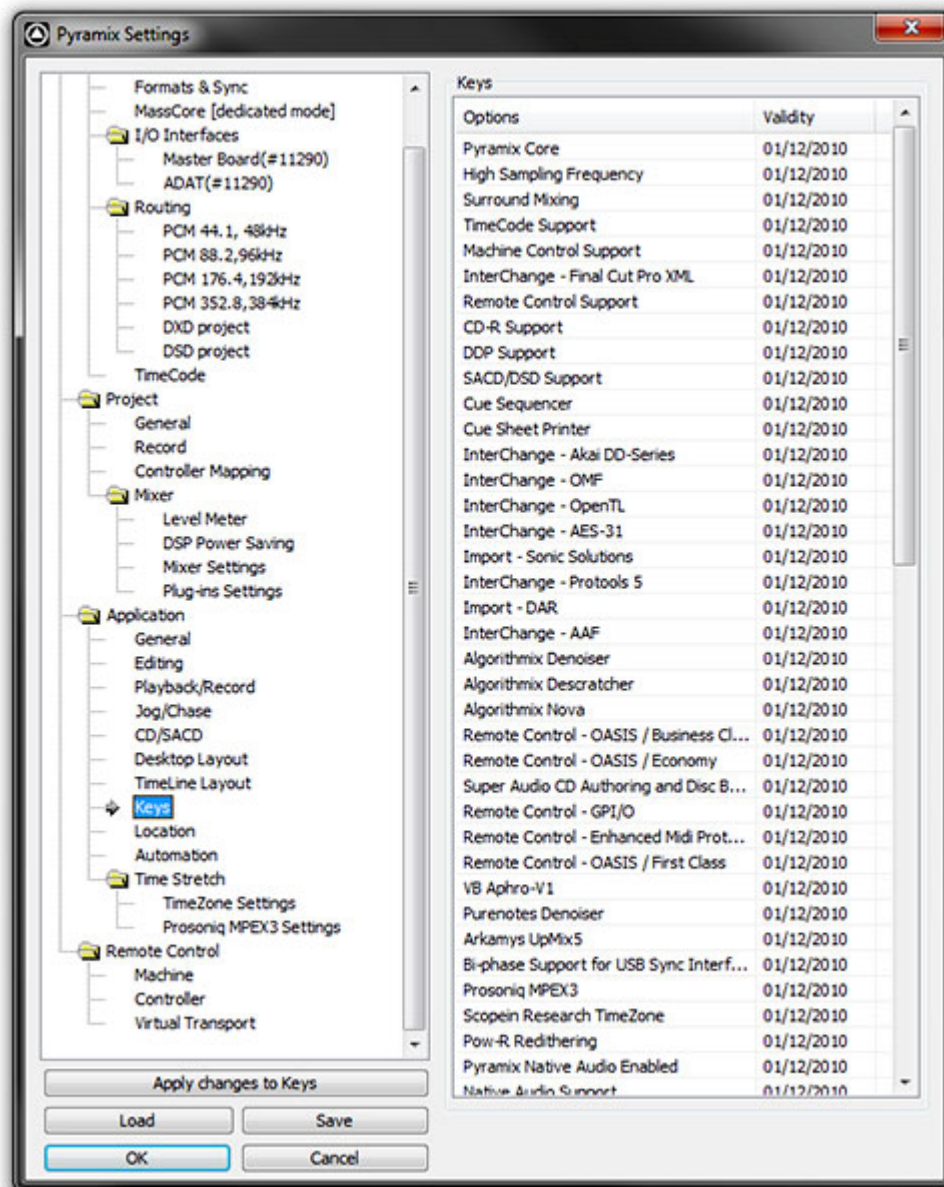 Pyramix Settings
Formats & Sync
MassCore [dedicated mode]
I/O Interfaces
Master Board(#11290)
ADAT(#11290)
Routing
PCM 44.1, 48kHz
PCM 88.2,96kHz
PCM 176.4,192kHz
PCM 352.8,384kHz
DXD project
DSD project
TimeCode
Project
General
Record
Controller Mapping
Mixer
Level Meter
DSP Power Saving
Mixer Settings
Plug-ins Settings
Application
General
Editing
Playback/Record
Jog/Chase
CD/SACD
Desktop Layout
TimeLine Layout
Keys
Location
Automation
Time Stretch
TimeZone Settings
Prosoniq MPEX3 Settings
Remote Control
Machine
Controller
Virtual Transport
Apply changes to Keys
Load Save
OK Cancel
Keys
Options Validity
Pyramix Core 01/12/2010
High Sampling Frequency 01/12/2010
Surround Mixing 01/12/2010
TimeCode Support 01/12/2010
Machine Control Support 01/12/2010
InterChange - Final Cut Pro XML 01/12/2010
Remote Control Support 01/12/2010
CD-R Support 01/12/2010
DDP Support 01/12/2010
SACD/DSD Support 01/12/2010
Cue Sequencer 01/12/2010
Cue Sheet Printer 01/12/2010
InterChange - Akai DD-Series 01/12/2010
InterChange - OMF 01/12/2010
InterChange - OpenTL 01/12/2010
InterChange - AES-31 01/12/2010
Import - Sonic Solutions 01/12/2010
InterChange - Protools 5 01/12/2010
Import - DAR 01/12/2010
InterChange - AAF 01/12/2010
Algorithmix Denoiser 01/12/2010
Algorithmix Descratcher 01/12/2010
Algorithmix Nova 01/12/2010
Remote Control - OASIS / Business Cl... 01/12/2010
Remote Control - OASIS / Economy 01/12/2010
Super Audio CD Authoring and Disc B... 01/12/2010
Remote Control - GPI/O 01/12/2010
Remote Control - Enhanced Midi Prot... 01/12/2010
Remote Control - OASIS / First Class 01/12/2010
VB Aphro-V1 01/12/2010
Purenotes Denoiser 01/12/2010
Arkamys UpMix5 01/12/2010
Bi-phase Support for USB Sync Interf... 01/12/2010
Prosoniq MPEX3 01/12/2010
Scopein Research TimeZone 01/12/2010
Pow-R Redithering 01/12/2010
Pyramix Native Audio Enabled 01/12/2010
Native Audio Support 01/12/2010